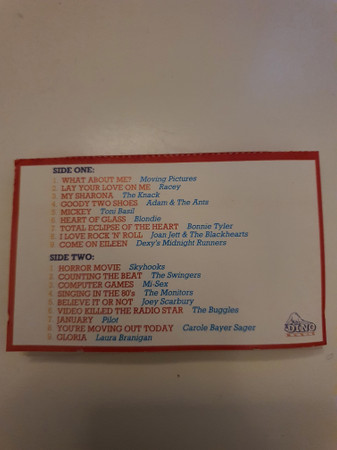 SIDE ONE:
1. WHAT ABOUT ME? Moving Pictures
2. LAY YOUR LOVE ON ME Racey
3. MY SHARONA The Knack
4. GOODY TWO SHOES Adam & The Ants
5. MICKEY Toni Basil
6. HEART OF GLASS Blondie
7. TOTAL ECLIPSE OF THE HEART Bonnie Tyler
8. I LOVE ROCK 'N' ROLL Joan Jett & The Blackhearts
9. COME ON EILEEN Dexy's Midnight Runners
SIDE TWO:
1. HORROR MOVIE Skyhooks
2. COUNTING THE BEAT The Swingers
3. COMPUTER GAMES Mi-Sex
4. SINGING IN THE 80's The Monitors
5. BELIEVE IT OR NOT Joey Scarbury
6. VIDEO KILLED THE RADIO STAR The Buggles
7. JANUARY Pilot
8. YOU'RE MOVING OUT TODAY Carole Bayer Sager
9. GLORIA Laura Branigan
DINO
MUSIC